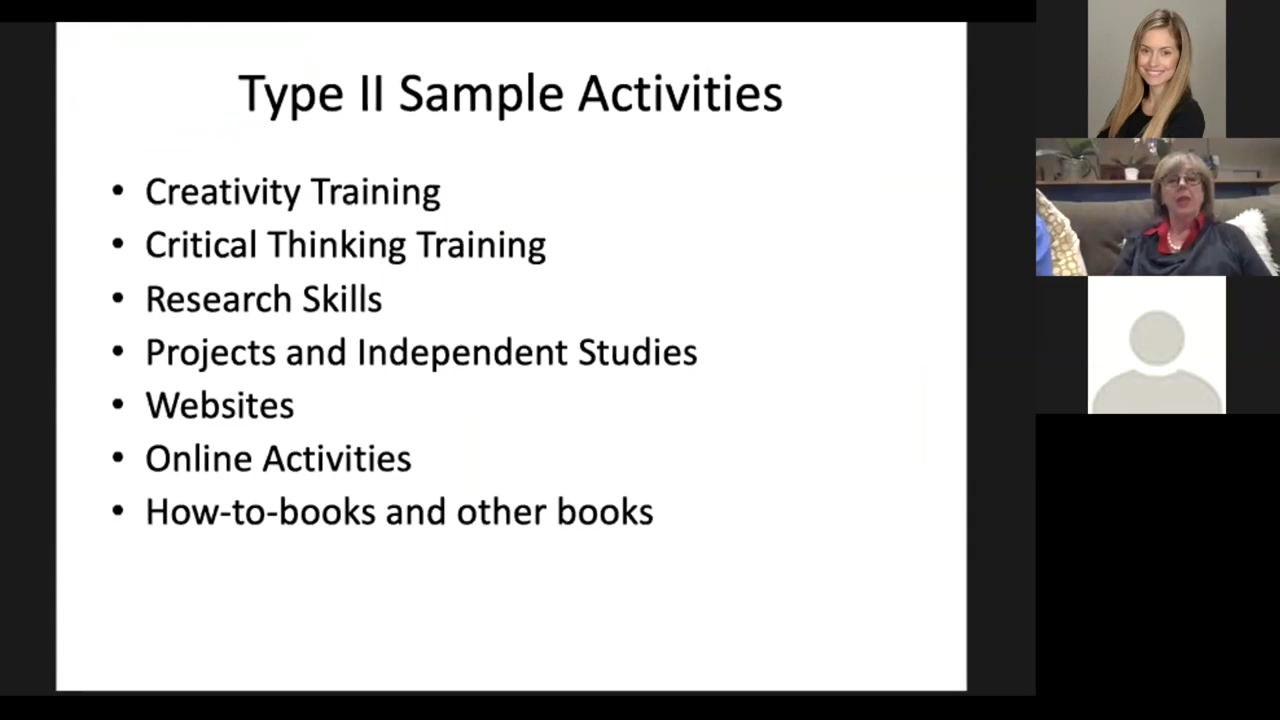 Type II Sample Activities
• Creativity Training
• Critical Thinking Training
• Research Skills
• Projects and Independent Studies
• Websites
• Online Activities
• How-to-books and other books